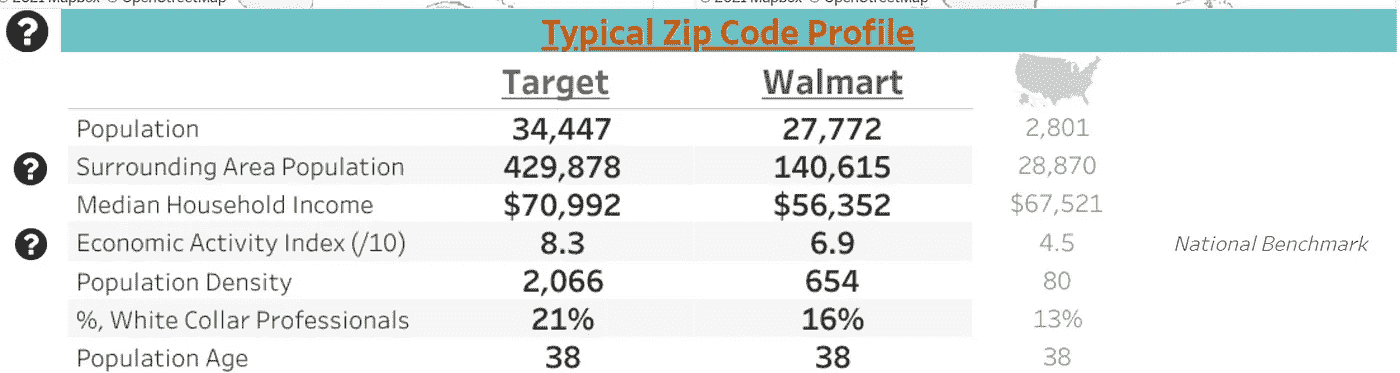 © 2021 Mapbox © OpenStreetMap © 2021 Mapbox © OpenStreetMap
? Typical Zip Code Profile
Target Walmart
Population 34,447 27,772 2,801
? Surrounding Area Population 429,878 140,615 28,870
Median Household Income $70,992 $56,352 $67,521
? Economic Activity Index (/10) 8.3 6.9 4.5 National Benchmark
Population Density 2,066 654 80
%, White Collar Professionals 21% 16% 13%
Population Age 38 38 38